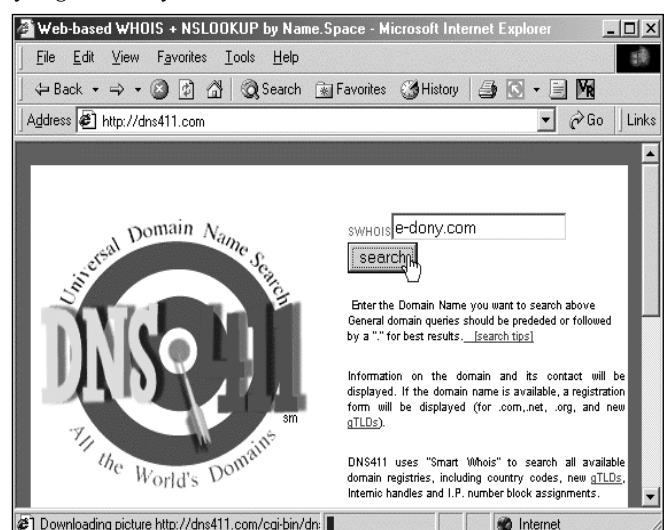 Web-based WHOIS + NSLOOKUP by Name.Space - Microsoft Internet Explorer
File Edit View Favorites Tools Help
Back Search Favorites History
Address http://dns411.com Go Links
Universal Domain Name Search
DNS 411
sm
All the World's Domains
SWHOIS e-dony.com
search
Enter the Domain Name you want to search above
General domain queries should be prededed or followed
by a "." for best results. [search tips]
Information on the domain and its contact will be
displayed. If the domain name is available, a registration
form will be displayed (for .com,.net, .org, and new
gTLDs).
DNS411 uses "Smart Whois" to search all available
domain registries, including country codes, new gTLDs,
Internic handles and I.P. number block assignments.
Downloading picture http://dns411.com/cgi-bin/dn: Internet